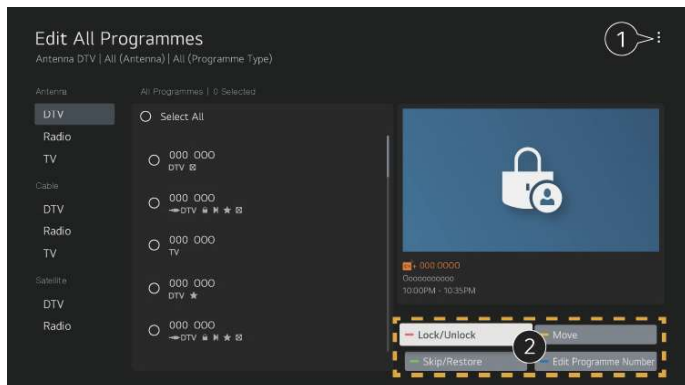 Edit All Programmes
Antenna DTV | All (Antenna) | All (Programme Type)
1
Antenna
DTV
Radio
TV
Cable
DTV
Radio
TV
Satellite
DTV
Radio
All Programmes | 0 Selected
Select All
000 000
DTV
000 000
DTV
000 000
TV
000 000
DTV
000 000
DTV
+ 000 0000
Ooooooooooo
10:00PM - 10:35PM
Lock/Unlock
Move
2
Skip/Restore
Edit Programme Number